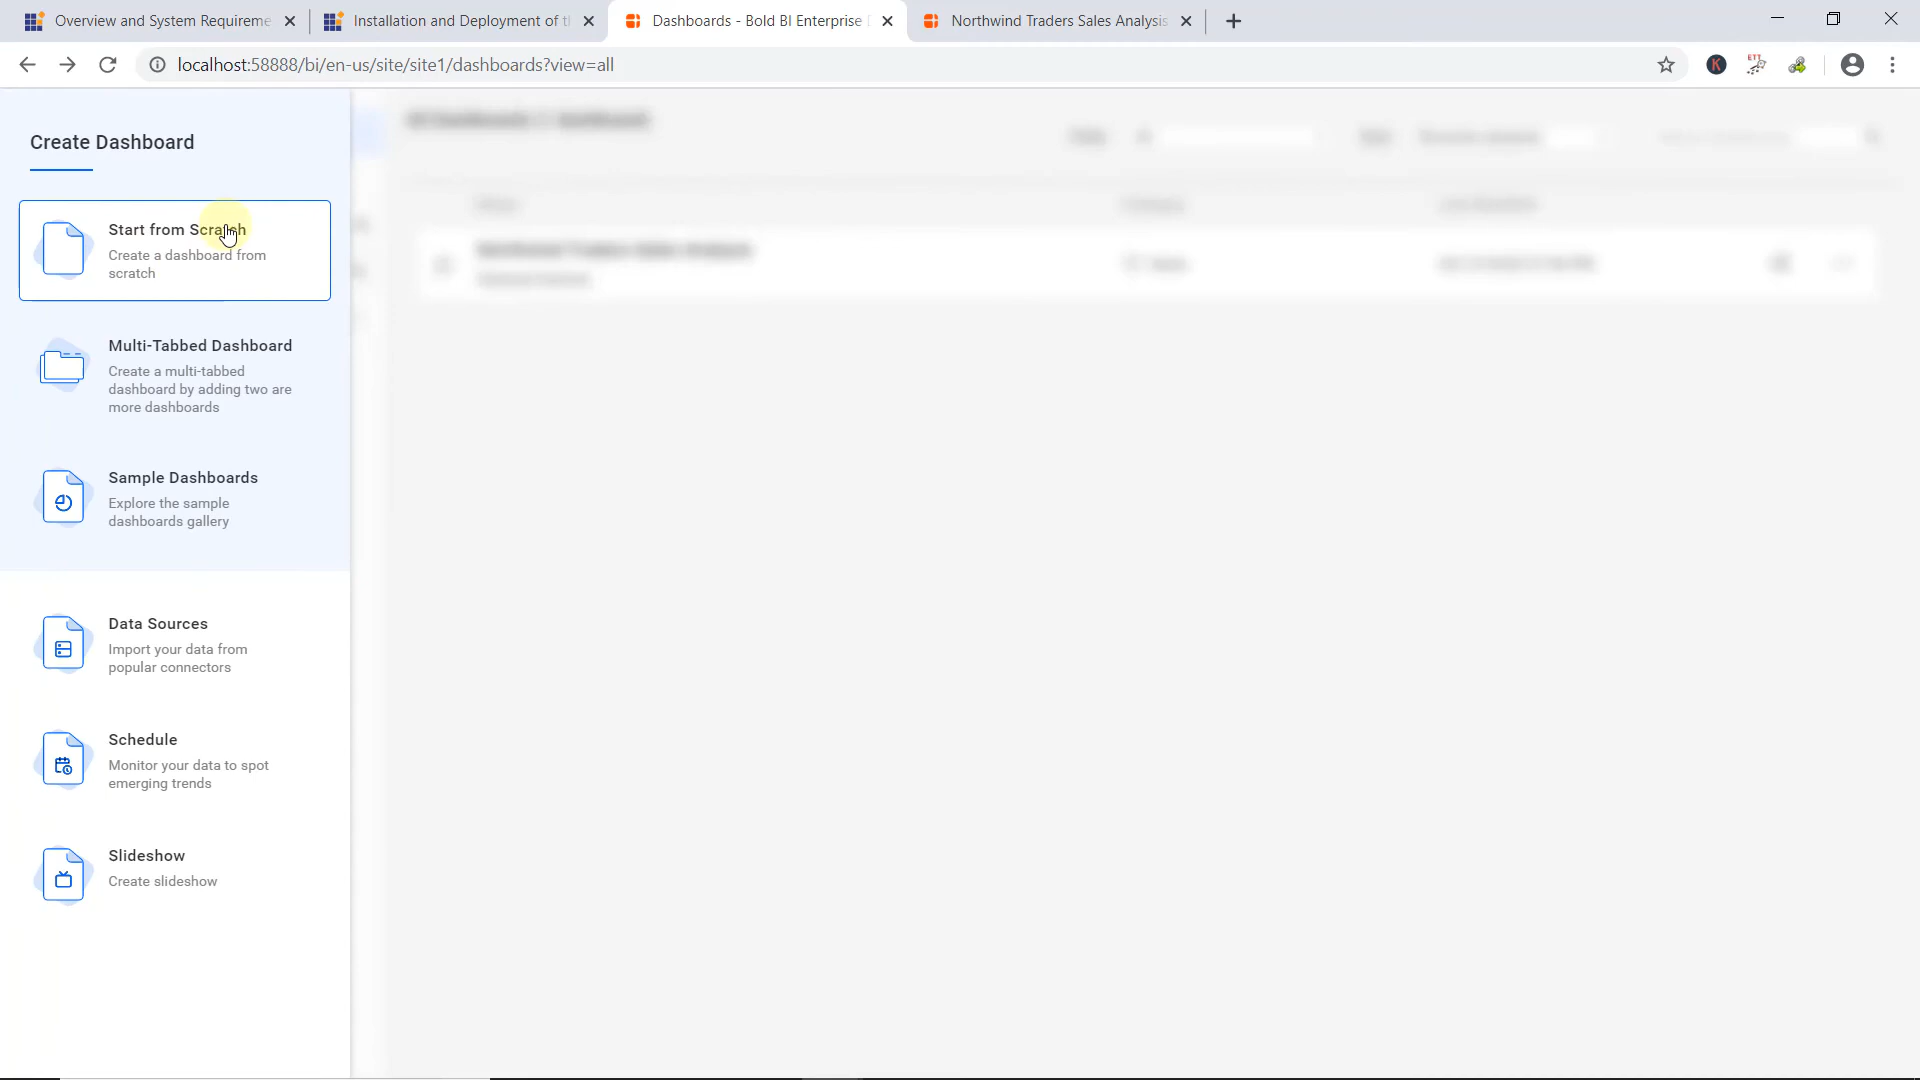 Overview and System Requireme
Installation and Deployment of t
Dashboards - Bold BI Enterprise
Northwind Traders Sales Analysis
localhost:58888/bi/en-us/site/site1/dashboards?view=all
ETT
K
Create Dashboard
Start from Scratch
Create a dashboard from
scratch
Multi-Tabbed Dashboard
Create a multi-tabbed
dashboard by adding two are
more dashboards
Sample Dashboards
Explore the sample
dashboards gallery
Data Sources
Import your data from
popular connectors
Schedule
Monitor your data to spot
emerging trends
Slideshow
Create slideshow